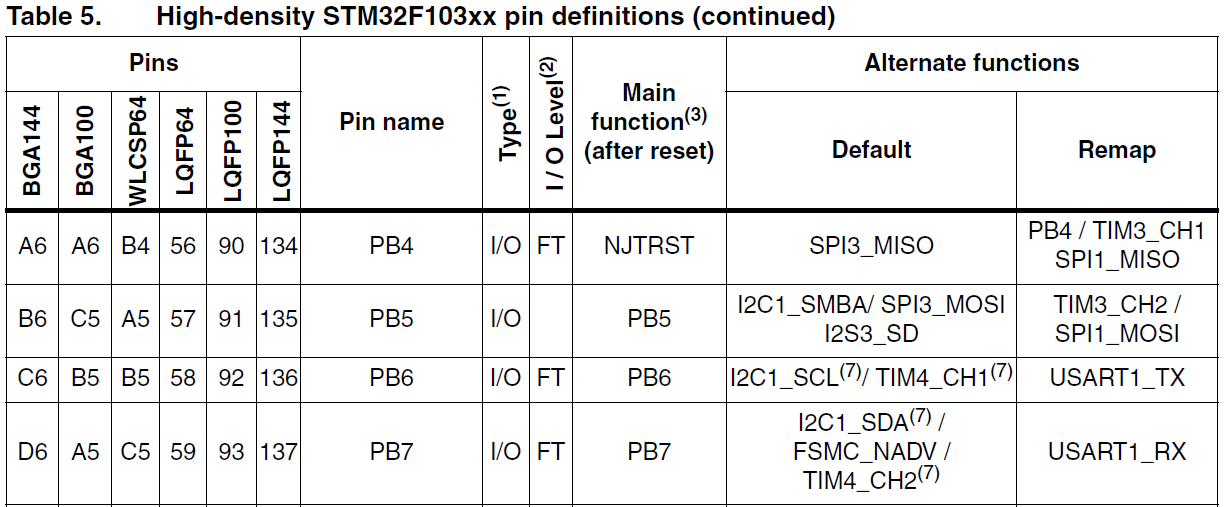 Table 5. High-density STM32F103xx pin definitions (continued)
Pins
Pin name
Type(1)
I / O Level(2)
Main
function(3)
(after reset)
Alternate functions
BGA144
BGA100
WLCSP64
LQFP64
LQFP100
LQFP144
Default
Remap
A6 A6 B4 56 90 134 PB4 I/O FT NJTRST SPI3_MISO PB4 / TIM3_CH1
SPI1_MISO
B6 C5 A5 57 91 135 PB5 I/O PB5 I2C1_SMBA/ SPI3_MOSI TIM3_CH2 /
I2S3_SD SPI1_MOSI
C6 B5 B5 58 92 136 PB6 I/O FT PB6 I2C1_SCL(7)/ TIM4_CH1(7) USART1_TX
D6 A5 C5 59 93 137 PB7 I/O FT PB7 I2C1_SDA(7) / USART1_RX
FSMC_NADV /
TIM4_CH2(7)